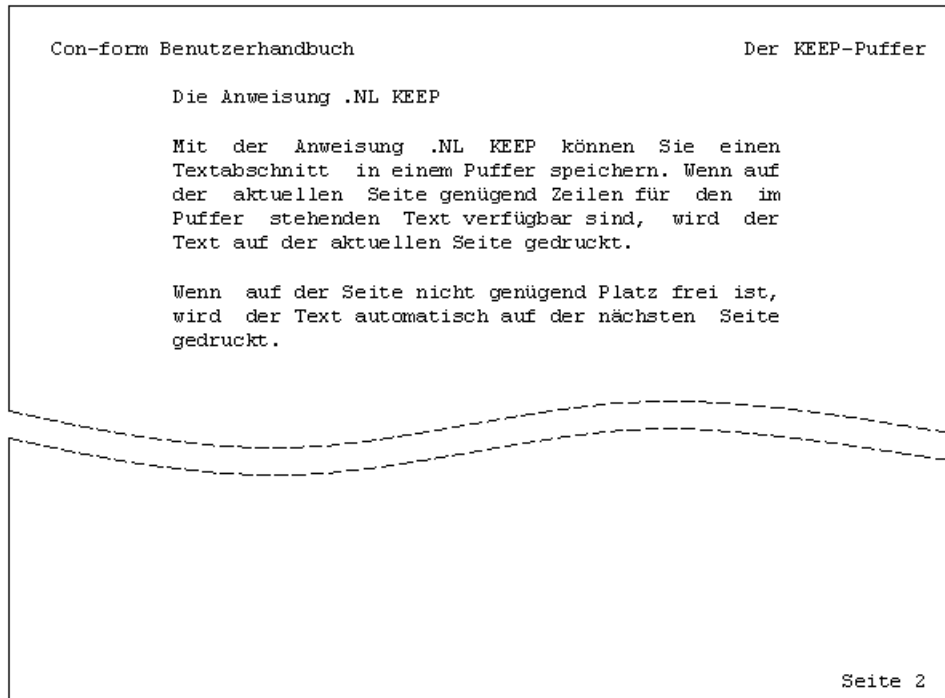 Con-form Benutzerhandbuch Der KEEP-Puffer
Die Anweisung .NL KEEP
Mit der Anweisung .NL KEEP können Sie einen
Textabschnitt in einem Puffer speichern. Wenn auf
der aktuellen Seite genügend Zeilen für den im
Puffer stehenden Text verfügbar sind, wird der
Text auf der aktuellen Seite gedruckt.
Wenn auf der Seite nicht genügend Platz frei ist,
wird der Text automatisch auf der nächsten Seite
gedruckt.
Seite 2